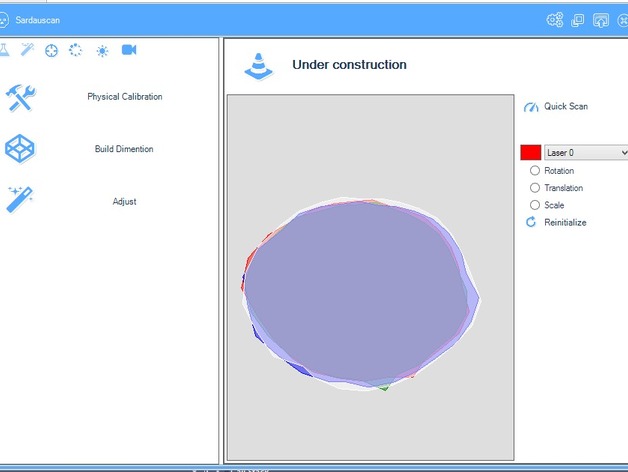 Sardauscan
Under construction
Physical Calibration
Build Dimention
Adjust
Quick Scan
Laser 0
Rotation
Translation
Scale
Reinitialize